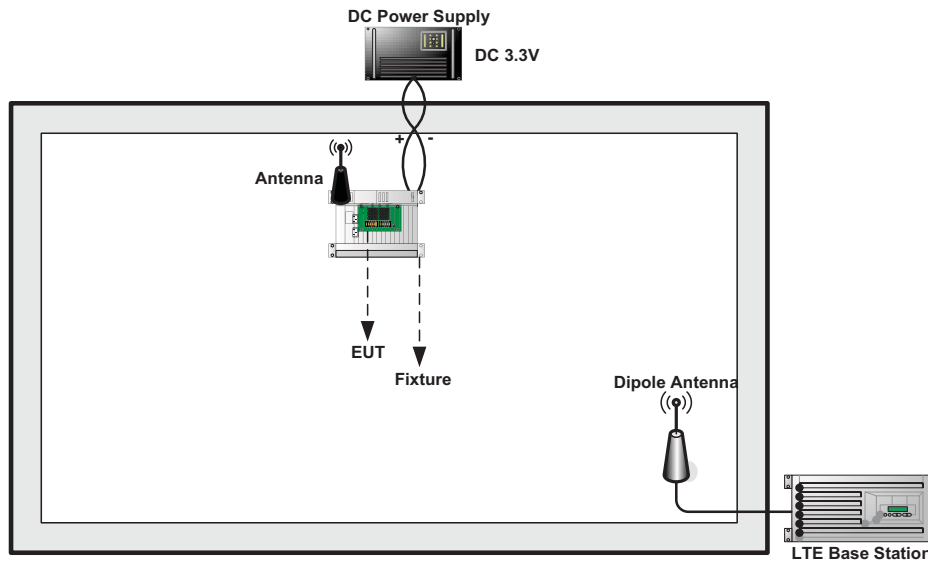 DC Power Supply
DC 3.3V
+ -
Antenna
EUT
Fixture
Dipole Antenna
LTE Base Station